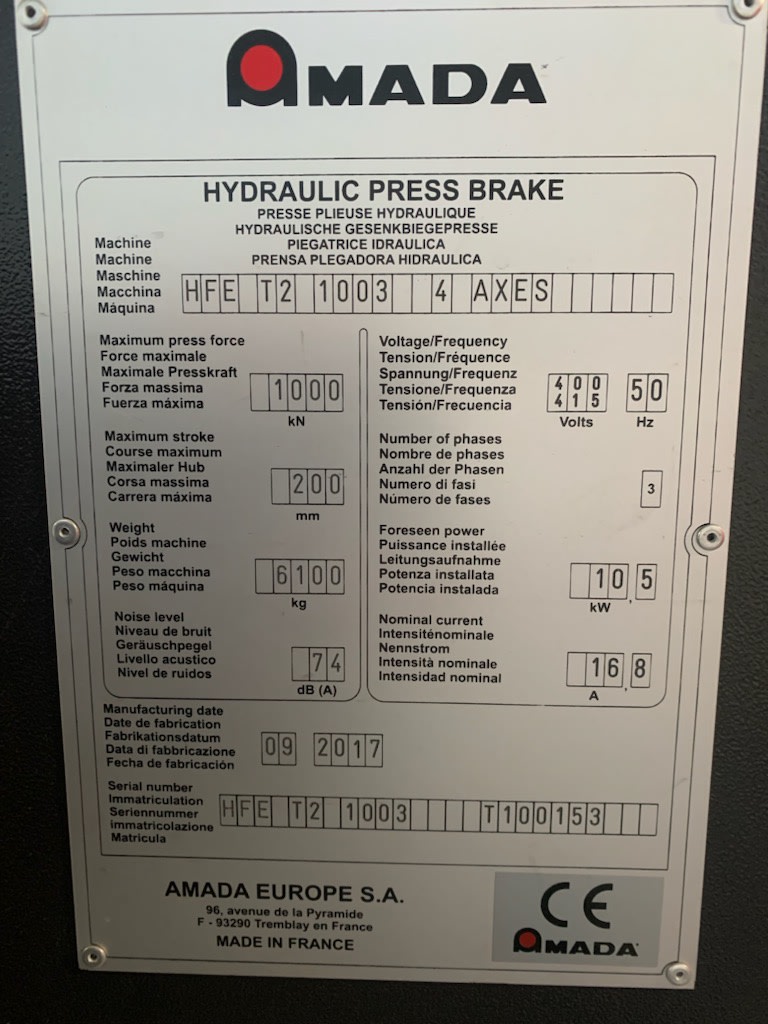 AMADA
HYDRAULIC PRESS BRAKE
PRESSE PLIEUSE HYDRAULIQUE
HYDRAULISCHE GESENKBIEGEPRESSE
PIEGATRICE IDRAULICA
PRENSA PLEGADORA HIDRAULICA
Machine
Machine
Maschine
Macchina
Máquina
HFE T2 1003 4 AXES
Maximum press force
Force maximale
Maximale Presskraft
Forza massima
Fuerza máxima
1000
kN
Maximum stroke
Course maximum
Maximaler Hub
Corsa massima
Carrera máxima
200
mm
Weight
Poids machine
Gewicht
Peso macchina
Peso máquina
6100
kg
Noise level
Niveau de bruit
Geräuschpegel
Livello acustico
Nivel de ruidos
74
dB (A)
Voltage/Frequency
Tension/Fréquence
Spannung/Frequenz
Tensione/Frequenza
Tensión/Frecuencia
400
415
Volts
50
Hz
Number of phases
Nombre de phases
Anzahl der Phasen
Numero di fasi
Número de fases
3
Foreseen power
Puissance installée
Leitungsaufnahme
Potenza installata
Potencia instalada
10,5
kW
Nominal current
Intensiténominale
Nennstrom
Intensità nominale
Intensidad nominal
16,8
A
Manufacturing date
Date de fabrication
Fabrikationsdatum
Data di fabbricazione
Fecha de fabricación
09 2017
Serial number
Immatriculation
Seriennummer
immatricolazione
Matricula
HFE T2 1003 T100153
AMADA EUROPE S.A.
96, avenue de la Pyramide
F - 93290 Tremblay en France
MADE IN FRANCE
CE
AMADA